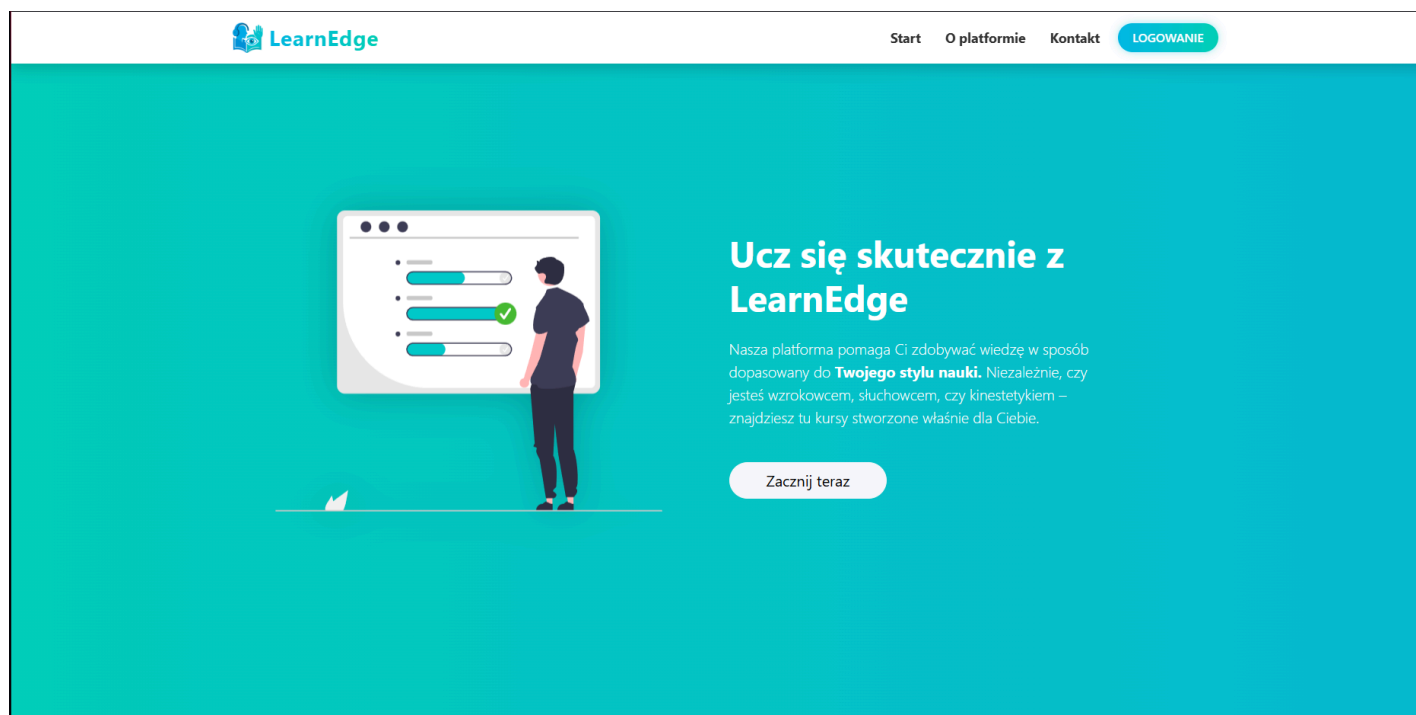 LearnEdge
Start O platformie Kontakt LOGOWANIE
Ucz się skutecznie z
LearnEdge
Nasza platforma pomaga Ci zdobywać wiedzę w sposób
dopasowany do Twojego stylu nauki. Niezależnie, czy
jesteś wzrokowcem, słuchowcem, czy kinestetykiem –
znajdziesz tu kursy stworzone właśnie dla Ciebie.
Zacznij teraz